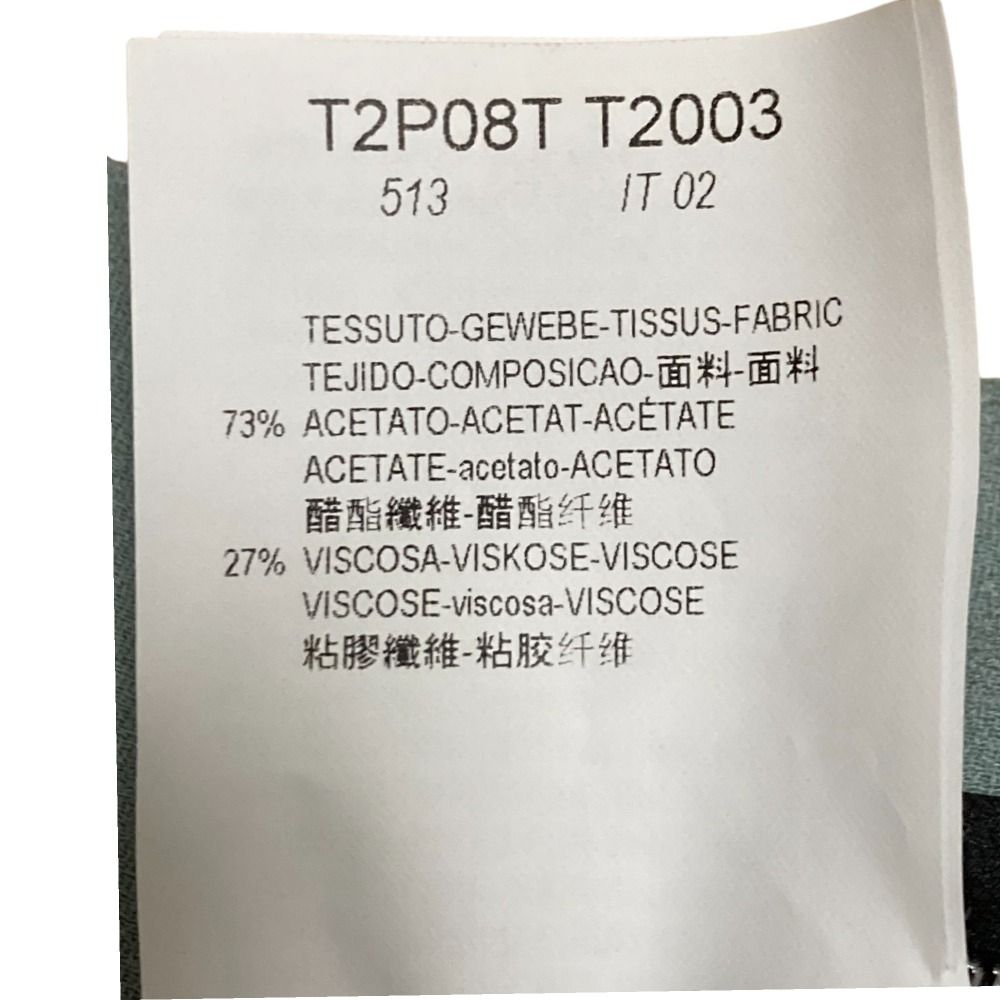 T2P08T T2003
513 IT 02
TESSUTO-GEWEBE-TISSUS-FABRIC
TEJIDO-COMPOSICAO-面料-面料
73% ACETATO-ACETAT-ACÉTATE
ACETATE-acetato-ACETATO
醋酯纖維-醋酯纤维
27% VISCOSA-VISKOSE-VISCOSE
VISCOSE-viscosa-VISCOSE
粘膠纖維-粘胶纤维